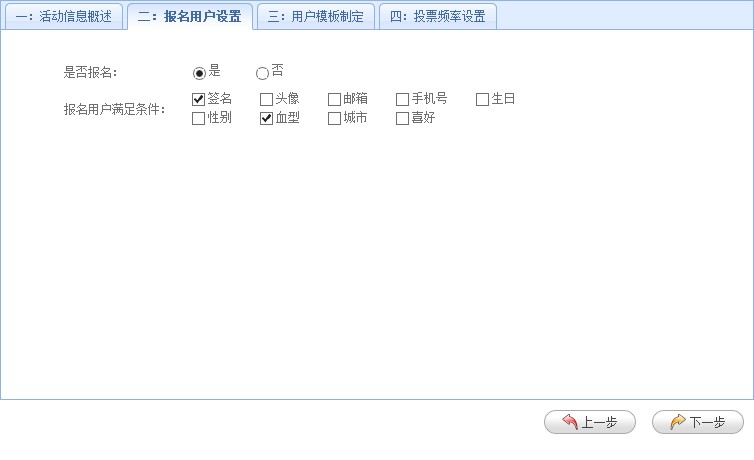 一：活动信息概述 二：报名用户设置 三：用户模板制定 四：投票频率设置
是否报名： 是 否
报名用户满足条件： 签名 头像 邮箱 手机号 生日
性别 血型 城市 喜好
上一步 下一步